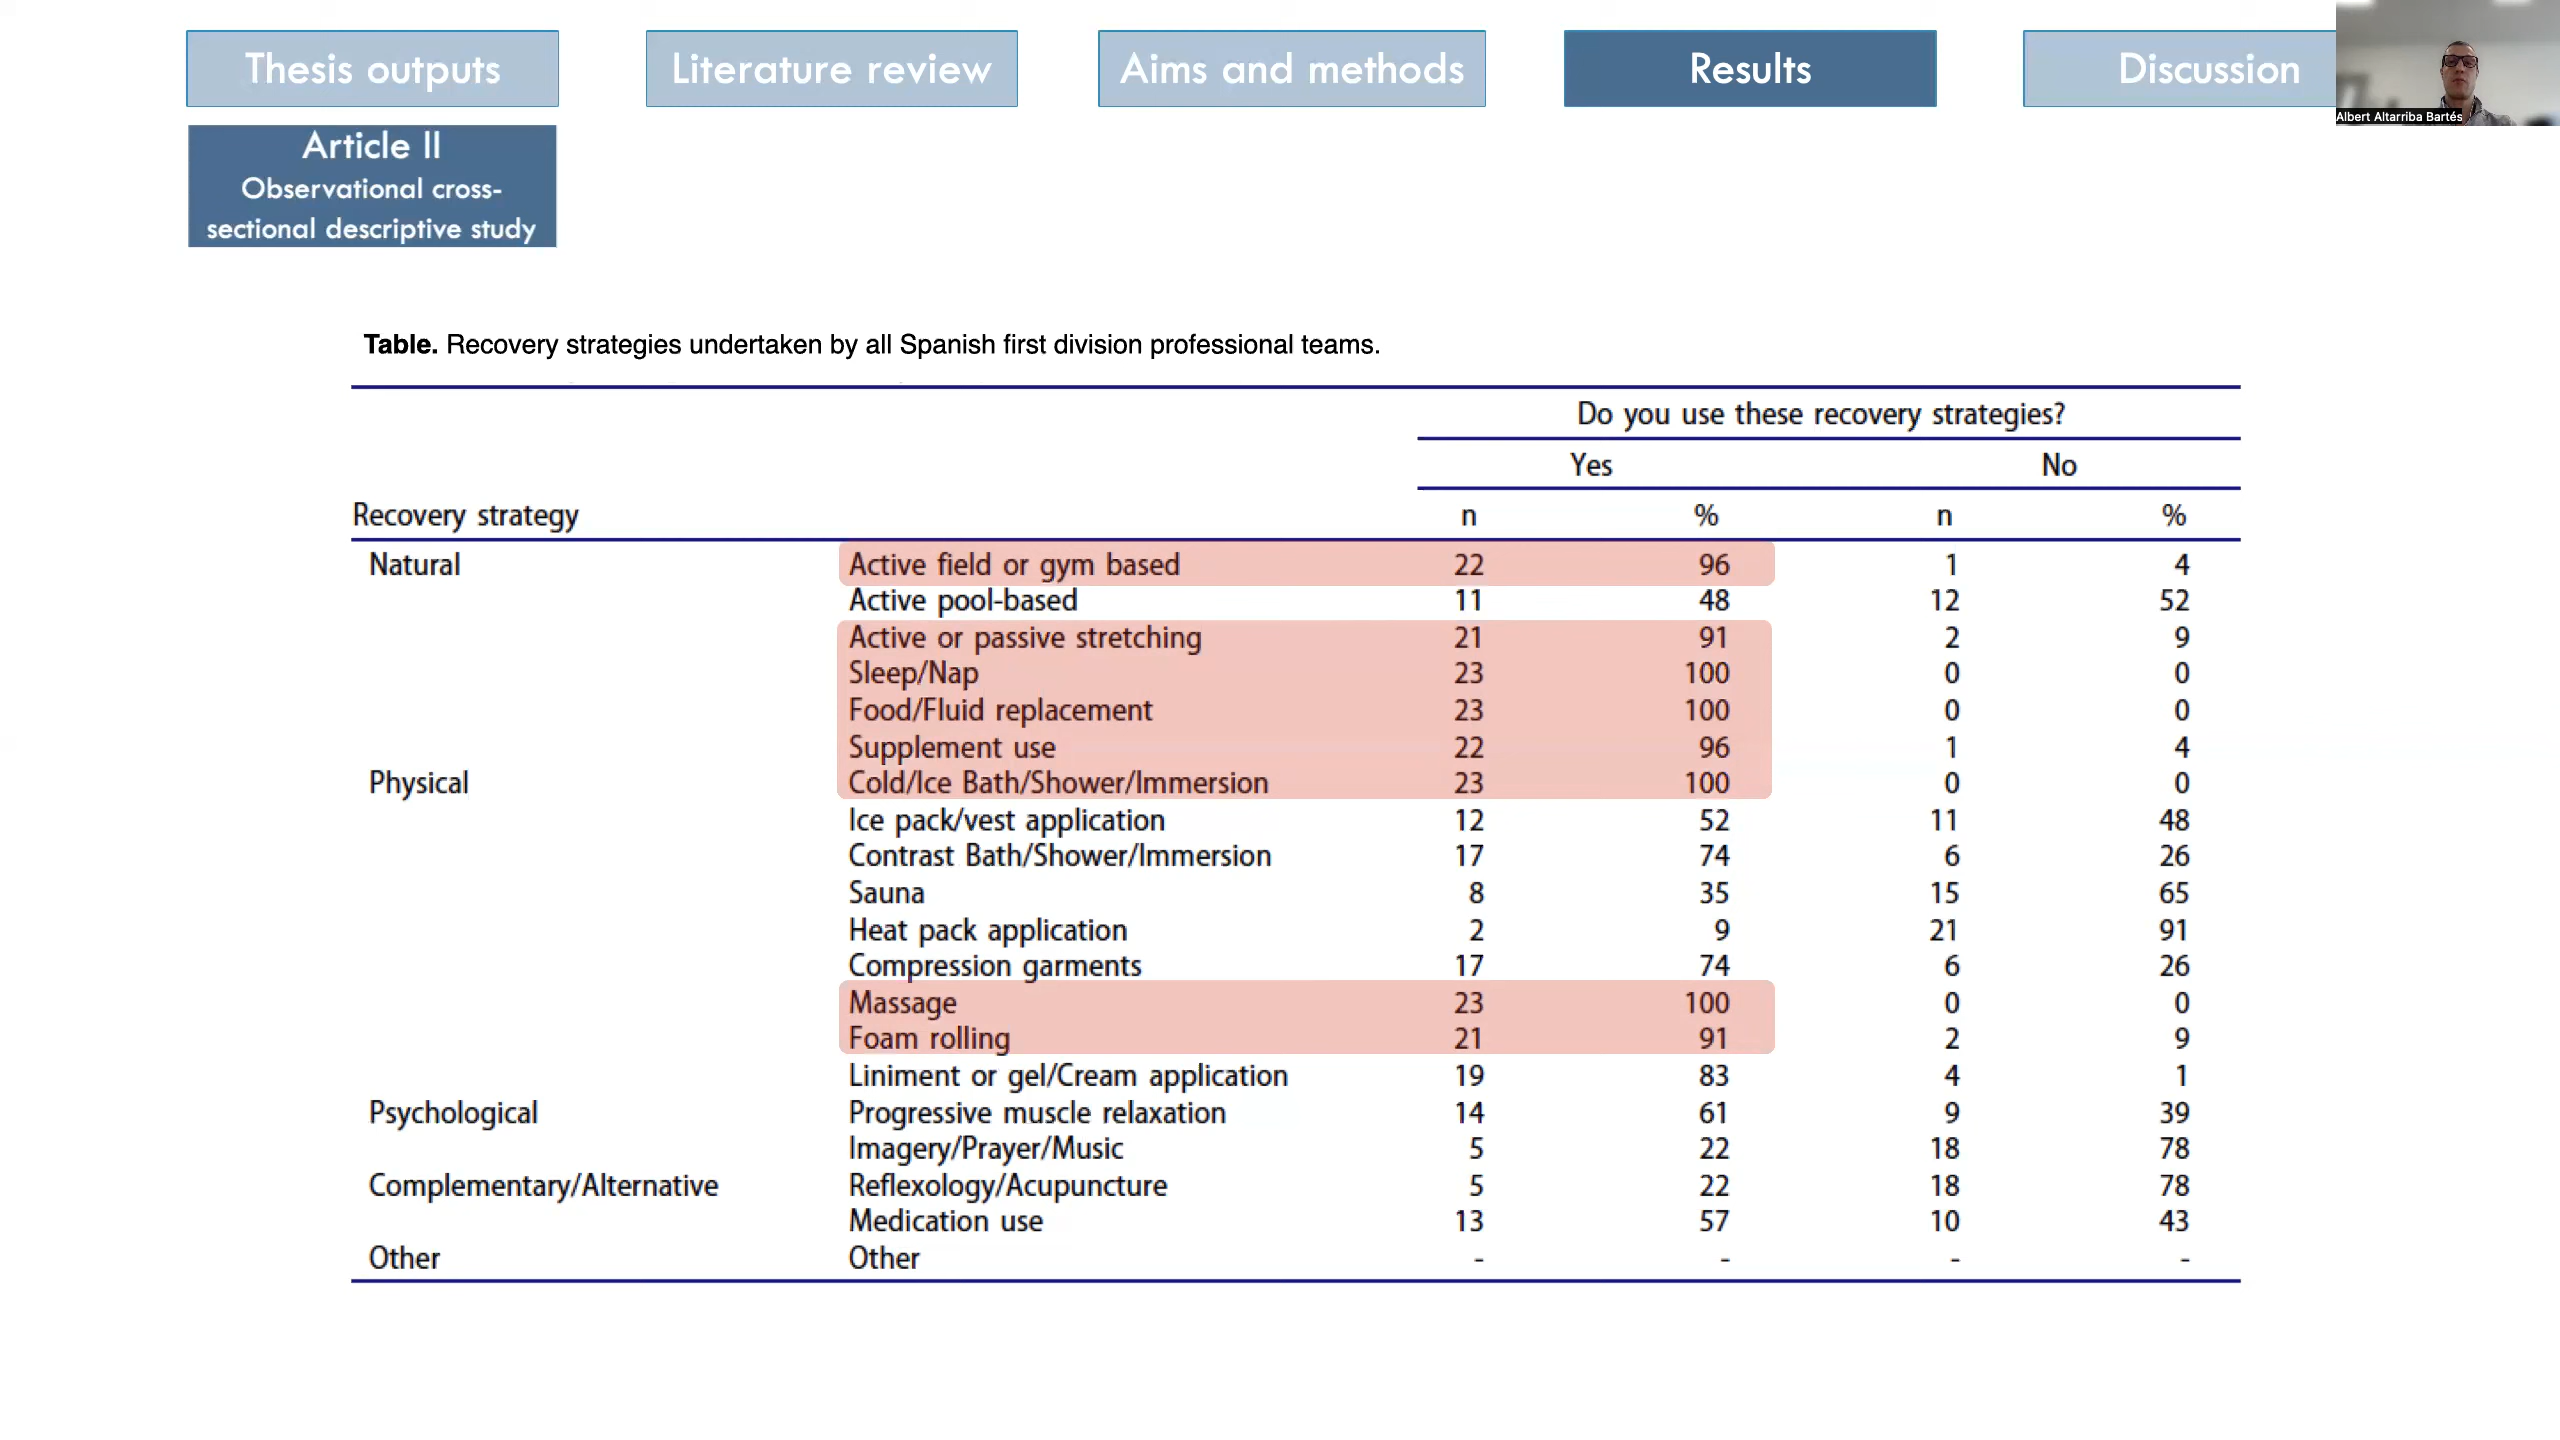 Thesis outputs
Literature review
Aims and methods
Results
Discussion
Albert Altarriba Bartés
Article II
Observational cross-
sectional descriptive study
Table. Recovery strategies undertaken by all Spanish first division professional teams.
Do you use these recovery strategies?
Yes No
Recovery strategy n % n %
Natural Active field or gym based 22 96 1 4
Active pool-based 11 48 12 52
Active or passive stretching 21 91 2 9
Sleep/Nap 23 100 0 0
Food/Fluid replacement 23 100 0 0
Supplement use 22 96 1 4
Physical Cold/Ice Bath/Shower/Immersion 23 100 0 0
Ice pack/vest application 12 52 11 48
Contrast Bath/Shower/Immersion 17 74 6 26
Sauna 8 35 15 65
Heat pack application 2 9 21 91
Compression garments 17 74 6 26
Massage 23 100 0 0
Foam rolling 21 91 2 9
Liniment or gel/Cream application 19 83 4 1
Psychological Progressive muscle relaxation 14 61 9 39
Imagery/Prayer/Music 5 22 18 78
Complementary/Alternative Reflexology/Acupuncture 5 22 18 78
Medication use 13 57 10 43
Other Other - - - -